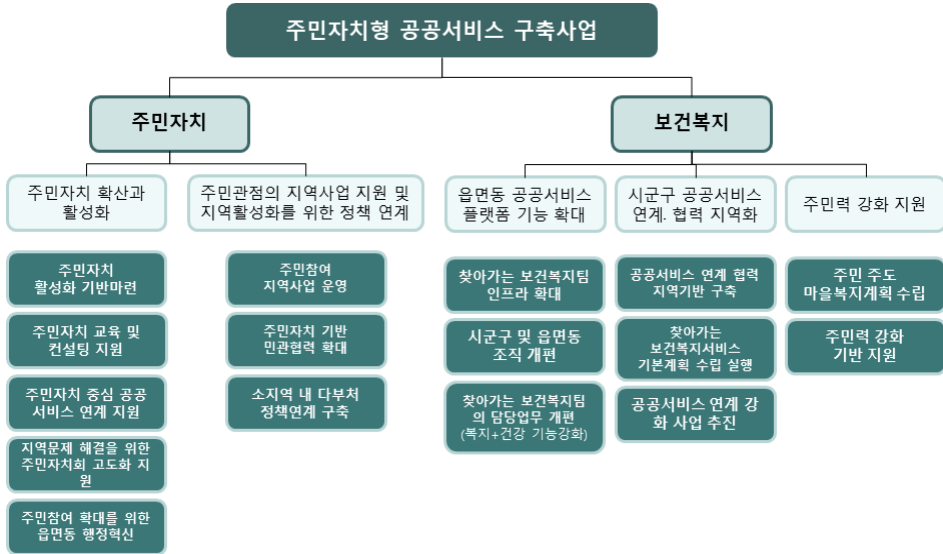 주민자치형 공공서비스 구축사업
주민자치
보건복지
주민자치 확산과
활성화
주민관점의 지역사업 지원 및
지역활성화를 위한 정책 연계
읍면동 공공서비스
플랫폼 기능 확대
시군구 공공서비스
연계. 협력 지역화
주민력 강화 지원
주민자치
활성화 기반마련
주민자치 교육 및
컨설팅 지원
주민자치 중심 공공
서비스 연계 지원
지역문제 해결을 위한
주민자치회 고도화 지
원
주민참여 확대를 위한
읍면동 행정혁신
주민참여
지역사업 운영
주민자치 기반
민관협력 확대
소지역 내 다부처
정책연계 구축
찾아가는 보건복지팀
인프라 확대
시군구 및 읍면동
조직 개편
찾아가는 보건복지팀
의 담당업무 개편
(복지+건강 기능강화)
공공서비스 연계 협력
지역기반 구축
찾아가는
보건복지서비스
기본계획 수립 실행
공공서비스 연계 강
화 사업 추진
주민 주도
마을복지계획 수립
주민력 강화
기반 지원